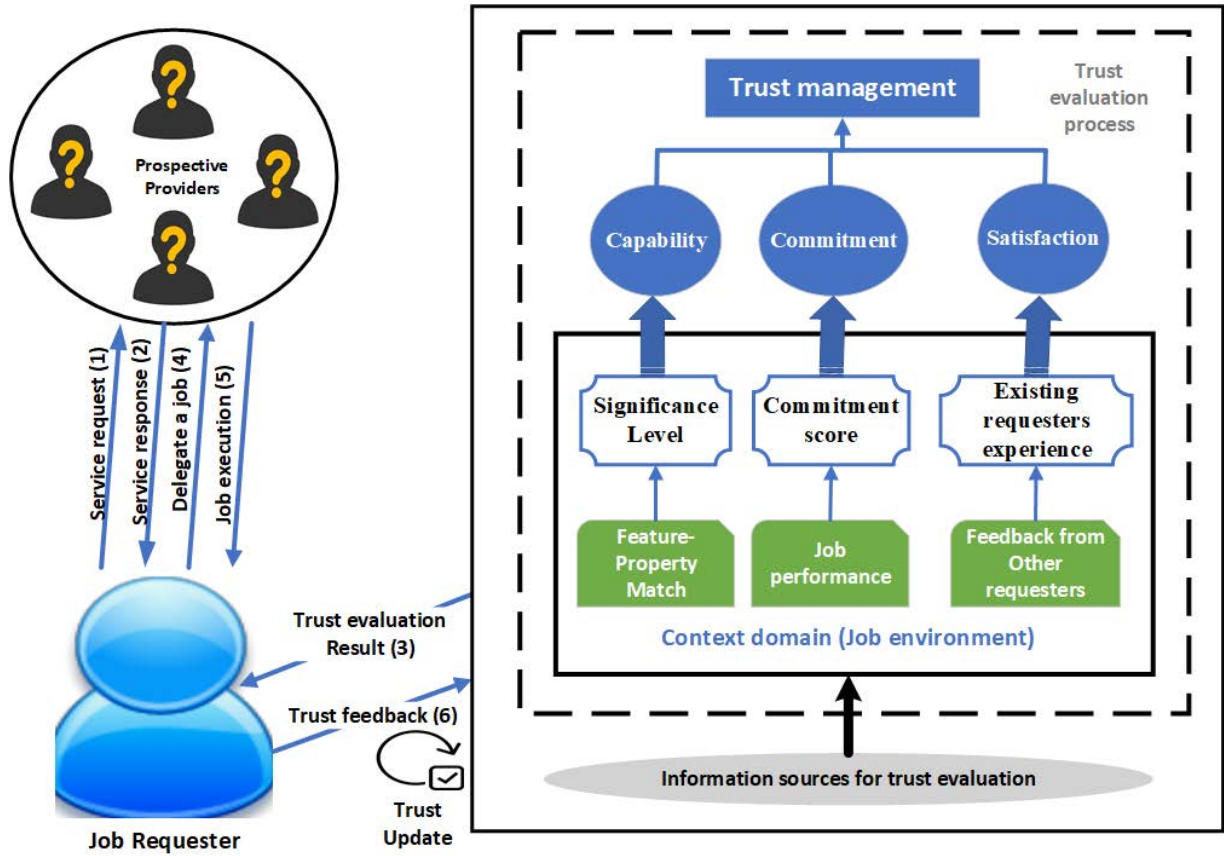 ?
?
?
?
Prospective
Providers
Service request (1)
Service response (2)
Delegate a job (4)
Job execution (5)
Job Requester
Trust evaluation
Result (3)
Trust feedback (6)
Trust
Update
Trust
evaluation
process
Trust management
Capability
Commitment
Satisfaction
Significance
Level
Commitment
score
Existing
requesters
experience
Feature-
Property
Match
Job
performance
Feedback from
Other
requesters
Context domain (Job environment)
Information sources for trust evaluation